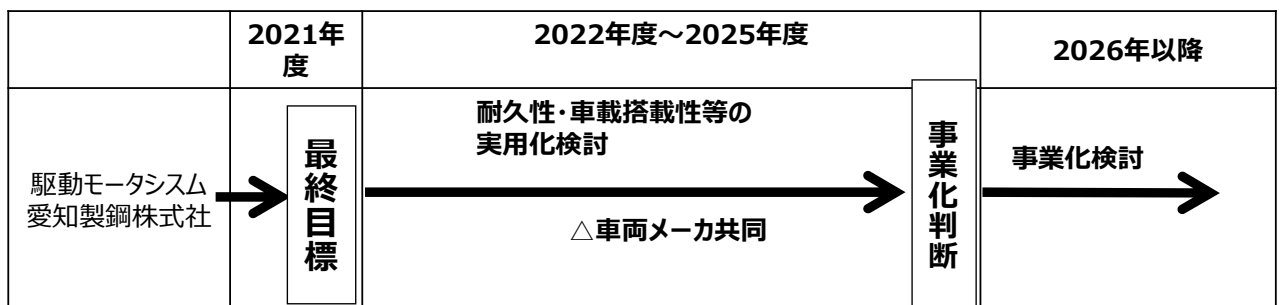 2021年
度
2022年度～2025年度
2026年以降
駆動モータシスム
愛知製鋼株式会社
最終目標
耐久性･車載搭載性等の
実用化検討
△車両メーカ共同
事業化判断
事業化検討